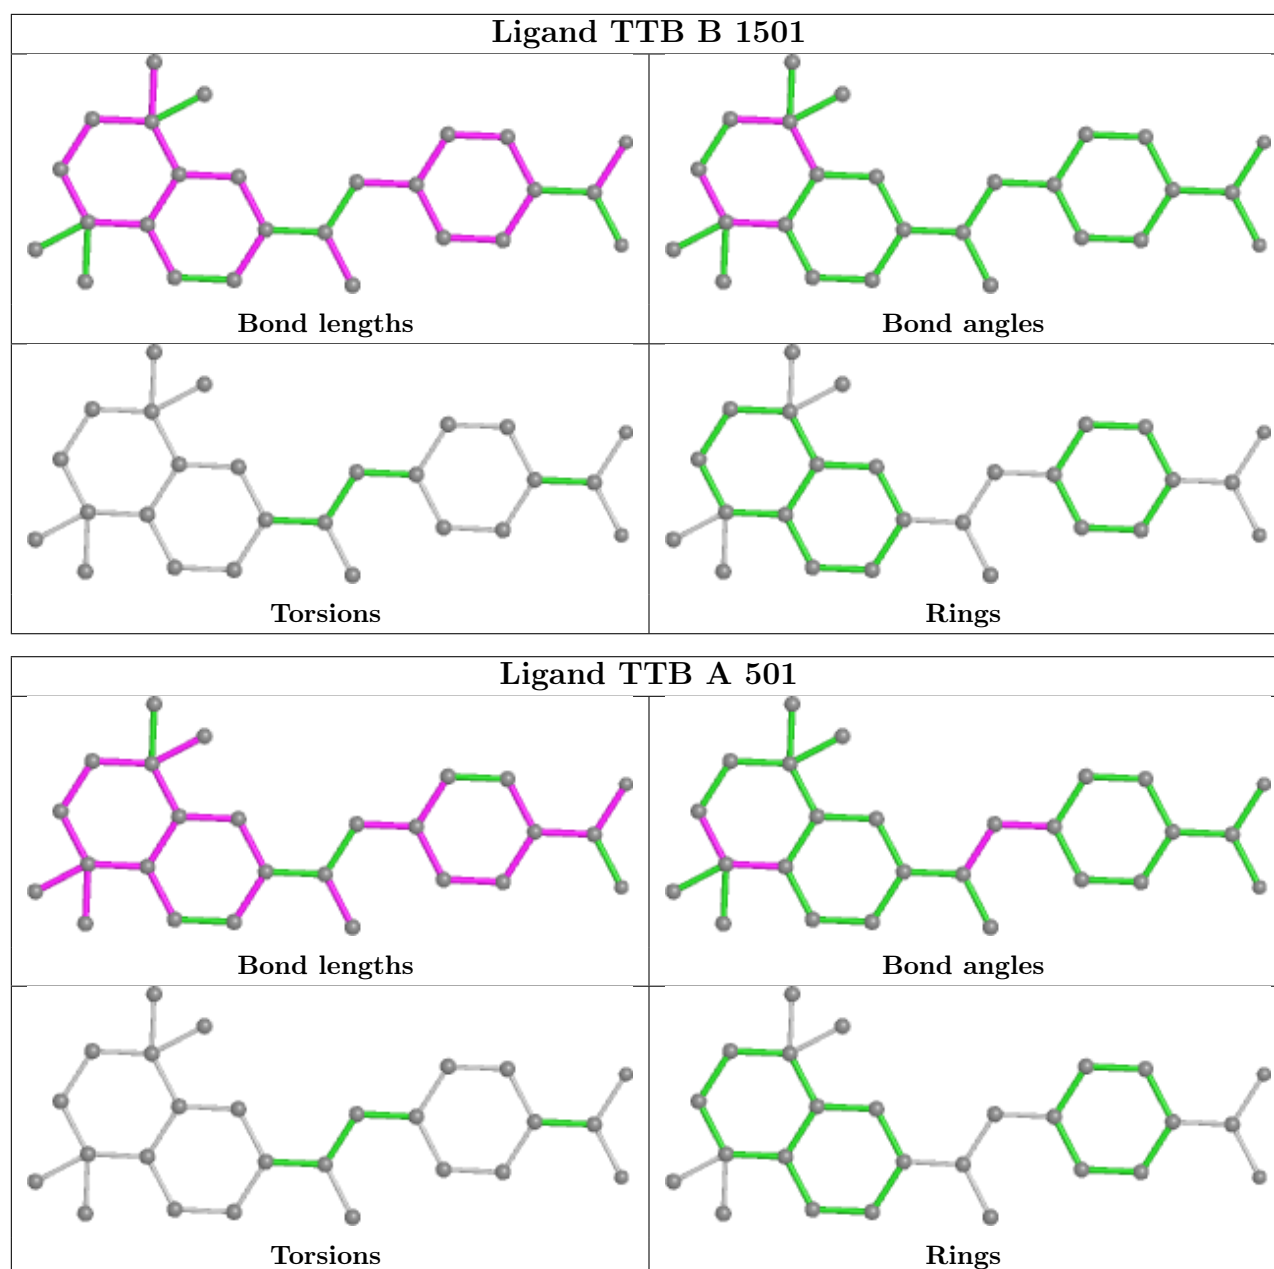 Ligand TTB B 1501
Bond lengths
Bond angles
Torsions
Rings
Ligand TTB A 501
Bond lengths
Bond angles
Torsions
Rings